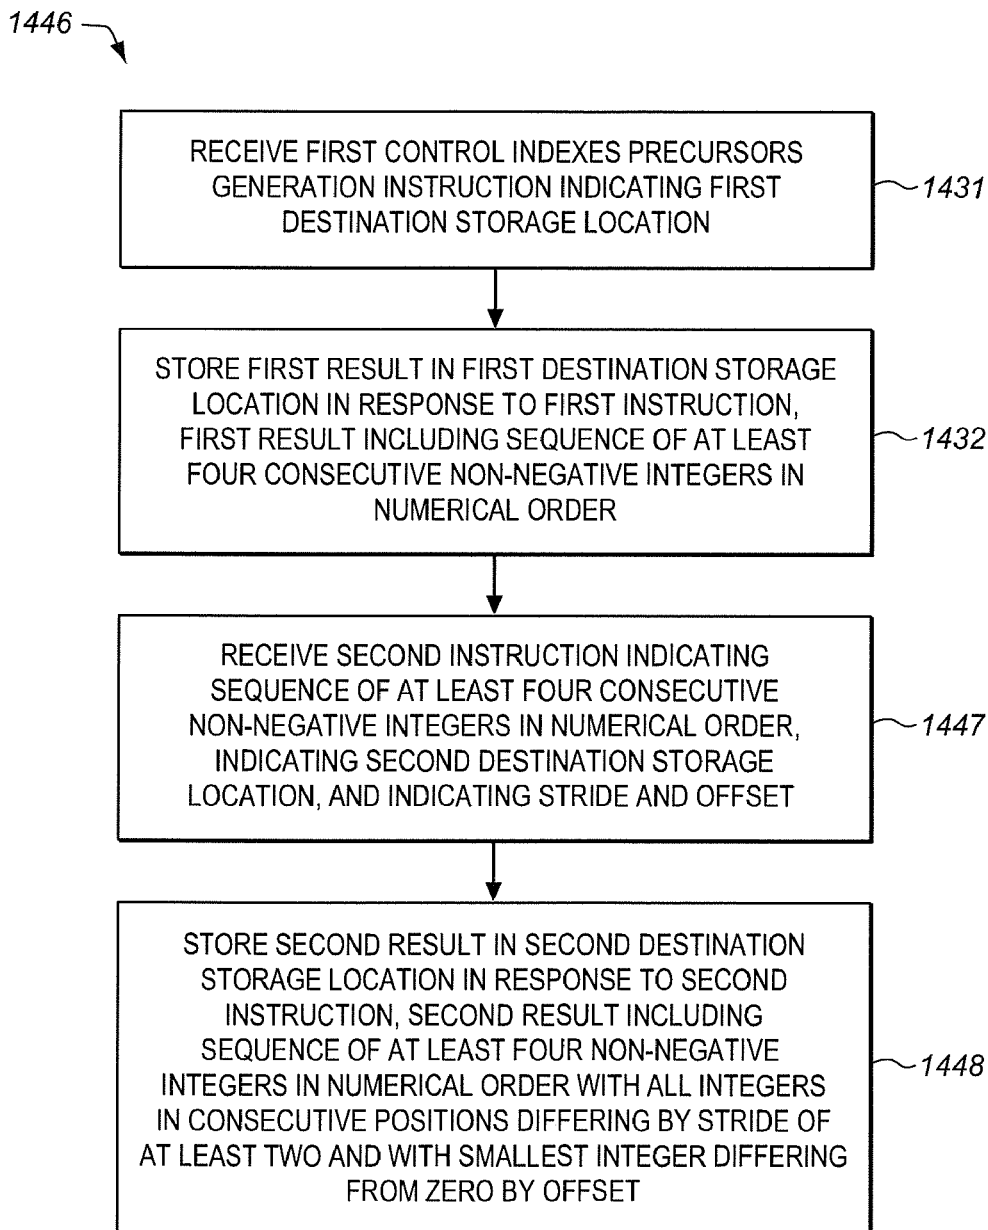 1446
RECEIVE FIRST CONTROL INDEXES PRECURSORS
GENERATION INSTRUCTION INDICATING FIRST
DESTINATION STORAGE LOCATION
1431
STORE FIRST RESULT IN FIRST DESTINATION STORAGE
LOCATION IN RESPONSE TO FIRST INSTRUCTION,
FIRST RESULT INCLUDING SEQUENCE OF AT LEAST
FOUR CONSECUTIVE NON-NEGATIVE INTEGERS IN
NUMERICAL ORDER
1432
RECEIVE SECOND INSTRUCTION INDICATING
SEQUENCE OF AT LEAST FOUR CONSECUTIVE
NON-NEGATIVE INTEGERS IN NUMERICAL ORDER,
INDICATING SECOND DESTINATION STORAGE
LOCATION, AND INDICATING STRIDE AND OFFSET
1447
STORE SECOND RESULT IN SECOND DESTINATION
STORAGE LOCATION IN RESPONSE TO SECOND
INSTRUCTION, SECOND RESULT INCLUDING
SEQUENCE OF AT LEAST FOUR NON-NEGATIVE
INTEGERS IN NUMERICAL ORDER WITH ALL INTEGERS
IN CONSECUTIVE POSITIONS DIFFERING BY STRIDE OF
AT LEAST TWO AND WITH SMALLEST INTEGER DIFFERING
FROM ZERO BY OFFSET
1448